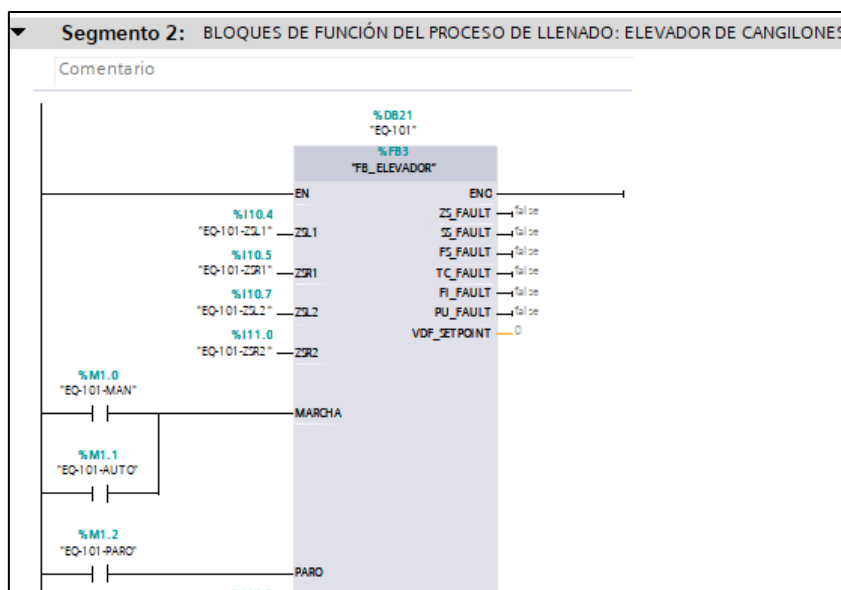 Segmento 2: BLOQUES DE FUNCIÓN DEL PROCESO DE LLENADO: ELEVADOR DE CANGILONES
Comentario
%DB21
"EQ-101"
%FB3
"FB_ELEVADOR"
EN ENO
%I10.4
"EQ-101-ZSL1" ZSL1
%I10.5
"EQ-101-ZSR1" ZSR1
%I10.7
"EQ-101-ZSL2" ZSL2
%I11.0
"EQ-101-ZSR2" ZSR2
ZS_FAULT false
SS_FAULT false
FS_FAULT false
TC_FAULT false
FI_FAULT false
PU_FAULT false
VDF_SETPOINT 0
%M1.0
"EQ-101-MAN"
MARCHA
%M1.1
"EQ-101-AUTO"
%M1.2
"EQ-101-PARO"
PARO